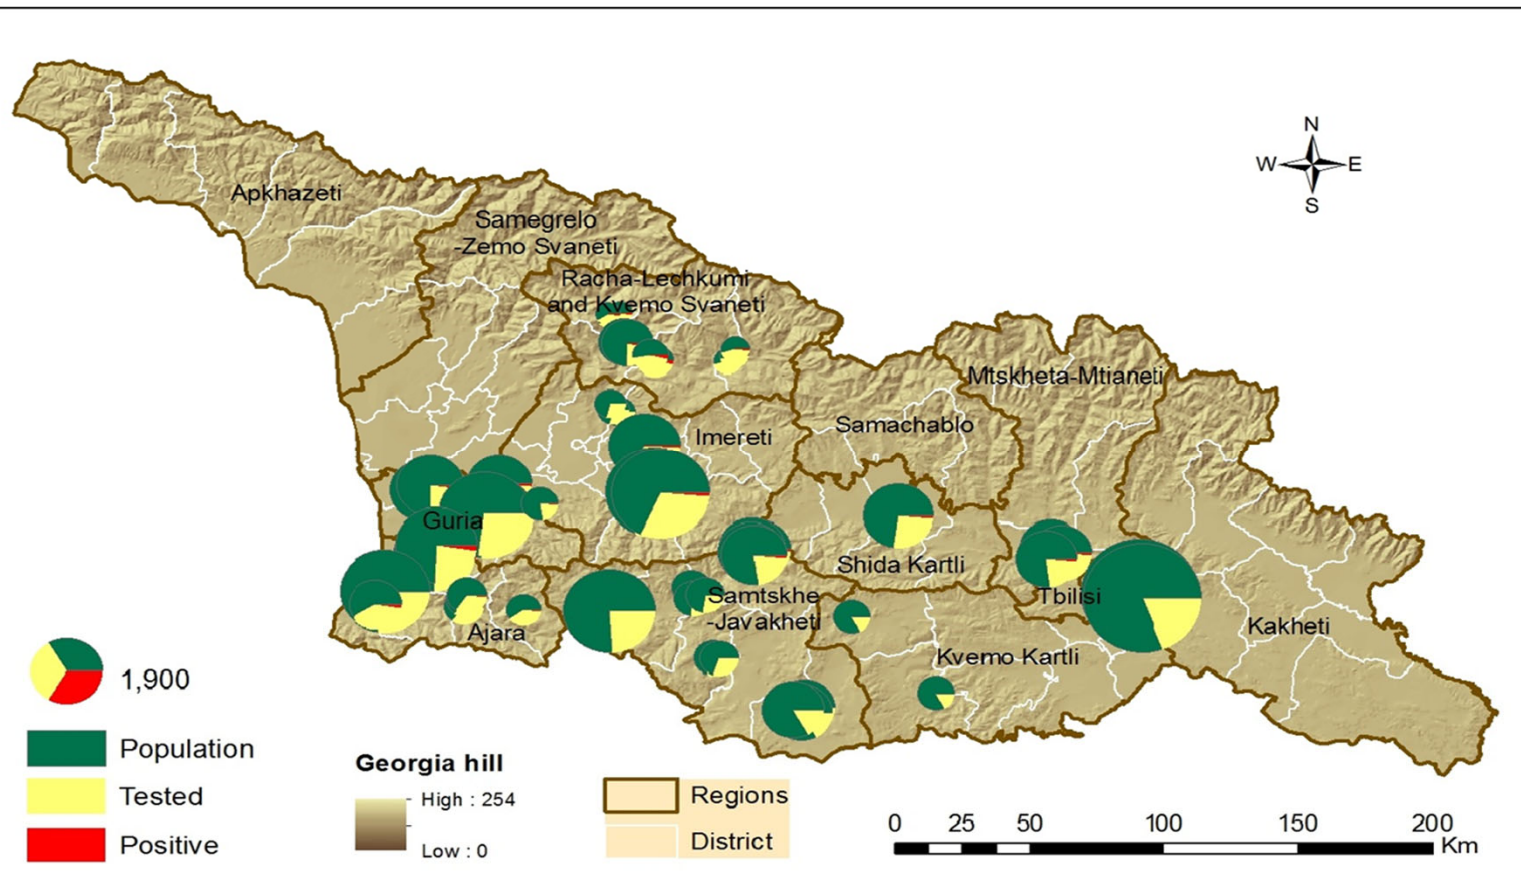 N
W E
S
Apkhazeti
Samegrelo
-Zemo Svaneti
Racha-Lechkumi
and Kvemo Svaneti
Mtskheta-Mtianeti
Samachablo
Imereti
Guria
Shida Kartli
Samtskhe
-Javakheti
Tbilisi
Kakheti
Ajara
Kvemo Kartli
1,900
Population
Tested
Positive
Georgia hill
High : 254
Low : 0
Regions
District
0 25 50 100 150 200
Km